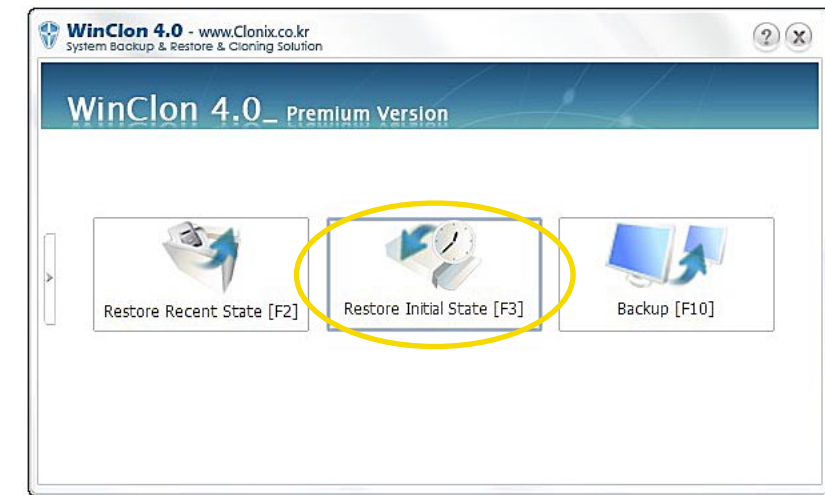 WinClon 4.0 - www.Clonix.co.kr
System Backup & Restore & Cloning Solution
? X
WinClon 4.0_ Premium Version
>
Restore Recent State [F2]
Restore Initial State [F3]
Backup [F10]